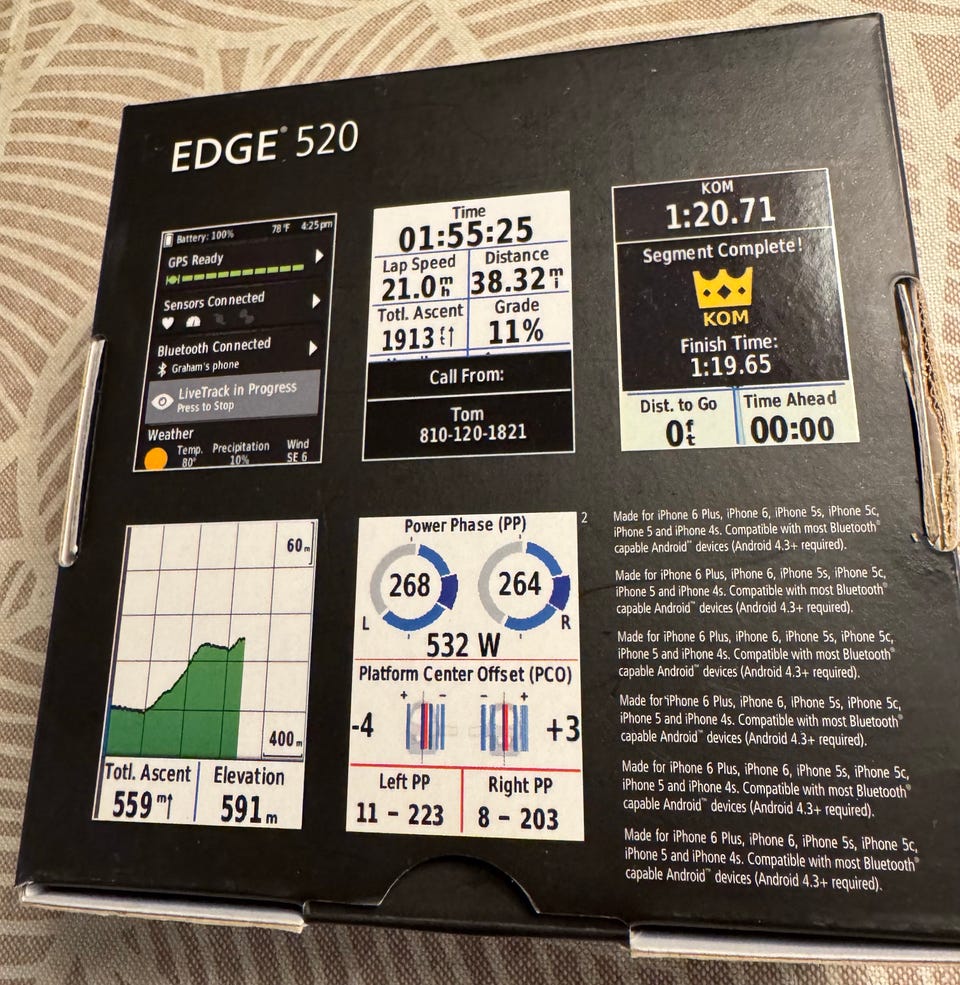 EDGE® 520
Battery: 100% 78°F 4:25pm
GPS Ready
Sensors Connected
Bluetooth Connected
Graham's phone
LiveTrack in Progress
Press to Stop
Weather
Temp. Precipitation Wind
80° 10% SE 6
Time
01:55:25
Lap Speed Distance
21.0 mh 38.32 mi
Totl. Ascent Grade
1913 ft↑ 11%
Call From:
Tom
810-120-1821
KOM
1:20.71
Segment Complete!
KOM
Finish Time:
1:19.65
Dist. to Go Time Ahead
0 ft 00:00
60m
400m
Totl. Ascent Elevation
559 m↑ 591 m
Power Phase (PP)
268 264
L R
532 W
Platform Center Offset (PCO)
+ - - +
-4 +3
Left PP Right PP
11 - 223 8 - 203
2
Made for iPhone 6 Plus, iPhone 6, iPhone 5s, iPhone 5c,
iPhone 5 and iPhone 4s. Compatible with most Bluetooth®
capable Android™ devices (Android 4.3+ required).
Made for iPhone 6 Plus, iPhone 6, iPhone 5s, iPhone 5c,
iPhone 5 and iPhone 4s. Compatible with most Bluetooth®
capable Android™ devices (Android 4.3+ required).
Made for iPhone 6 Plus, iPhone 6, iPhone 5s, iPhone 5c,
iPhone 5 and iPhone 4s. Compatible with most Bluetooth®
capable Android™ devices (Android 4.3+ required).
Made for iPhone 6 Plus, iPhone 6, iPhone 5s, iPhone 5c,
iPhone 5 and iPhone 4s. Compatible with most Bluetooth®
capable Android™ devices (Android 4.3+ required).
Made for iPhone 6 Plus, iPhone 6, iPhone 5s, iPhone 5c,
iPhone 5 and iPhone 4s. Compatible with most Bluetooth®
capable Android™ devices (Android 4.3+ required).
Made for iPhone 6 Plus, iPhone 6, iPhone 5s, iPhone 5c,
iPhone 5 and iPhone 4s. Compatible with most Bluetooth®
capable Android™ devices (Android 4.3+ required).